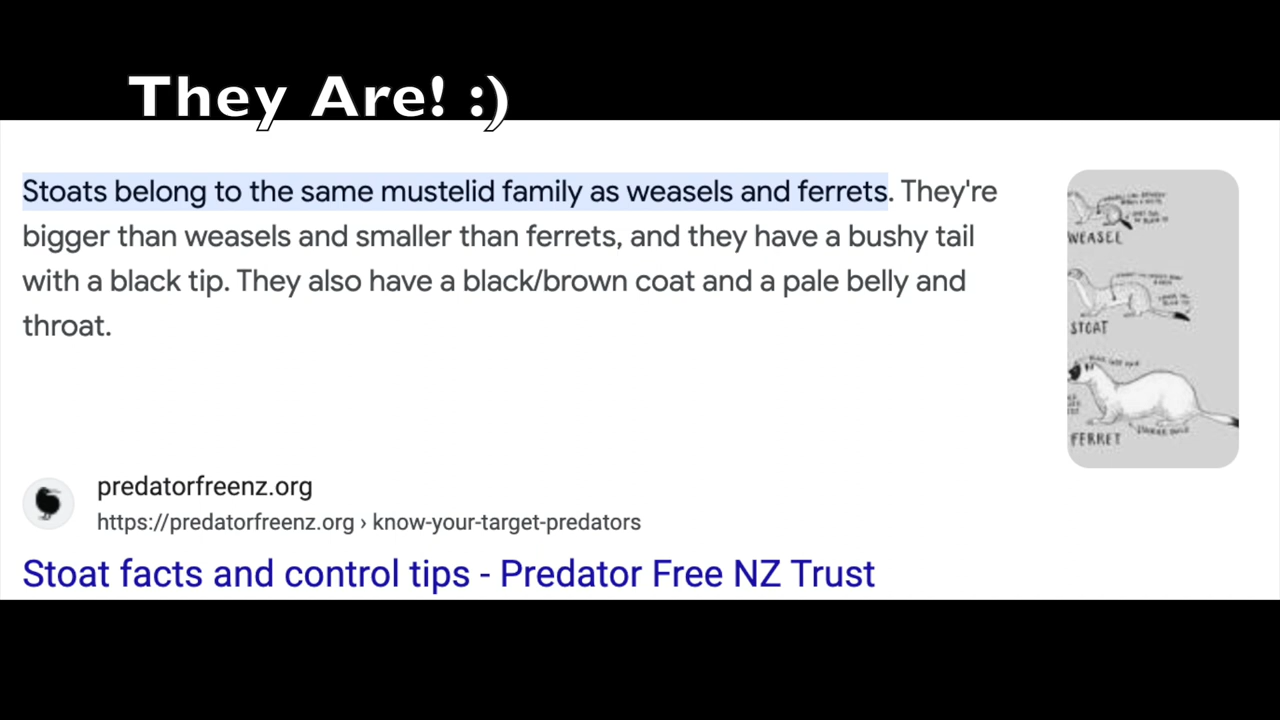 They Are! :)
Stoats belong to the same mustelid family as weasels and ferrets. They're
bigger than weasels and smaller than ferrets, and they have a bushy tail
with a black tip. They also have a black/brown coat and a pale belly and
throat.
WEASEL
STOAT
FERRET
predatorfreenz.org
https://predatorfreenz.org › know-your-target-predators
Stoat facts and control tips - Predator Free NZ Trust